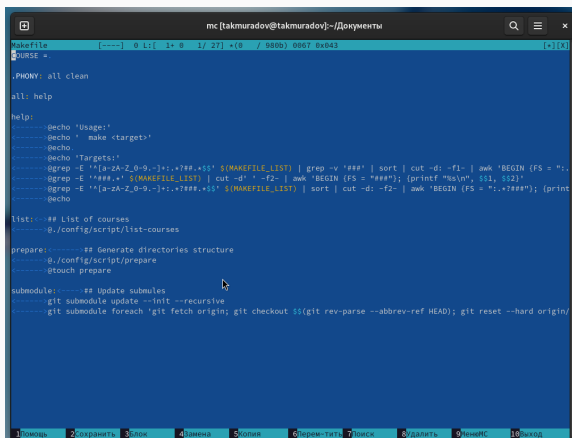 mc [takmuradov@takmuradov]:~/Документы
Makefile [----] 0 L:[ 1+ 0 1/ 27] *(0 / 980b) 0067 0x043 [*][X]
COURSE =
.PHONY: all clean
all: help
help:
<------>@echo 'Usage:'
<------>@echo ' make <target>'
<------>@echo.
<------>@echo 'Targets:'
<------>@grep -E '^[a-zA-Z_0-9.-]+:.*?##.*$$' $(MAKEFILE_LIST) | grep -v '###' | sort | cut -d: -f1- | awk 'BEGIN {FS = ":.
<------>@grep -E '^###.*' $(MAKEFILE_LIST) | cut -d' ' -f2- | awk 'BEGIN {FS = "###"}; {printf "%s\n", $$1, $$2}'
<------>@grep -E '^[a-zA-Z_0-9.-]+:.*?###.*$$' $(MAKEFILE_LIST) | sort | cut -d: -f2- | awk 'BEGIN {FS = ":.*?###"}; {print
list:<->## List of courses
<------>@./config/script/list-courses
prepare:<------>## Generate directories structure
<------>@./config/script/prepare
<------>@touch prepare
submodule:<---->## Update submules
<------>git submodule update --init --recursive
<------>git submodule foreach 'git fetch origin; git checkout $$(git rev-parse --abbrev-ref HEAD); git reset --hard origin/
1Помощь 2Сохранить 3Блок 4Замена 5Копия 6Перем~тить 7Поиск 8Удалить 9МенюMC 10Выход